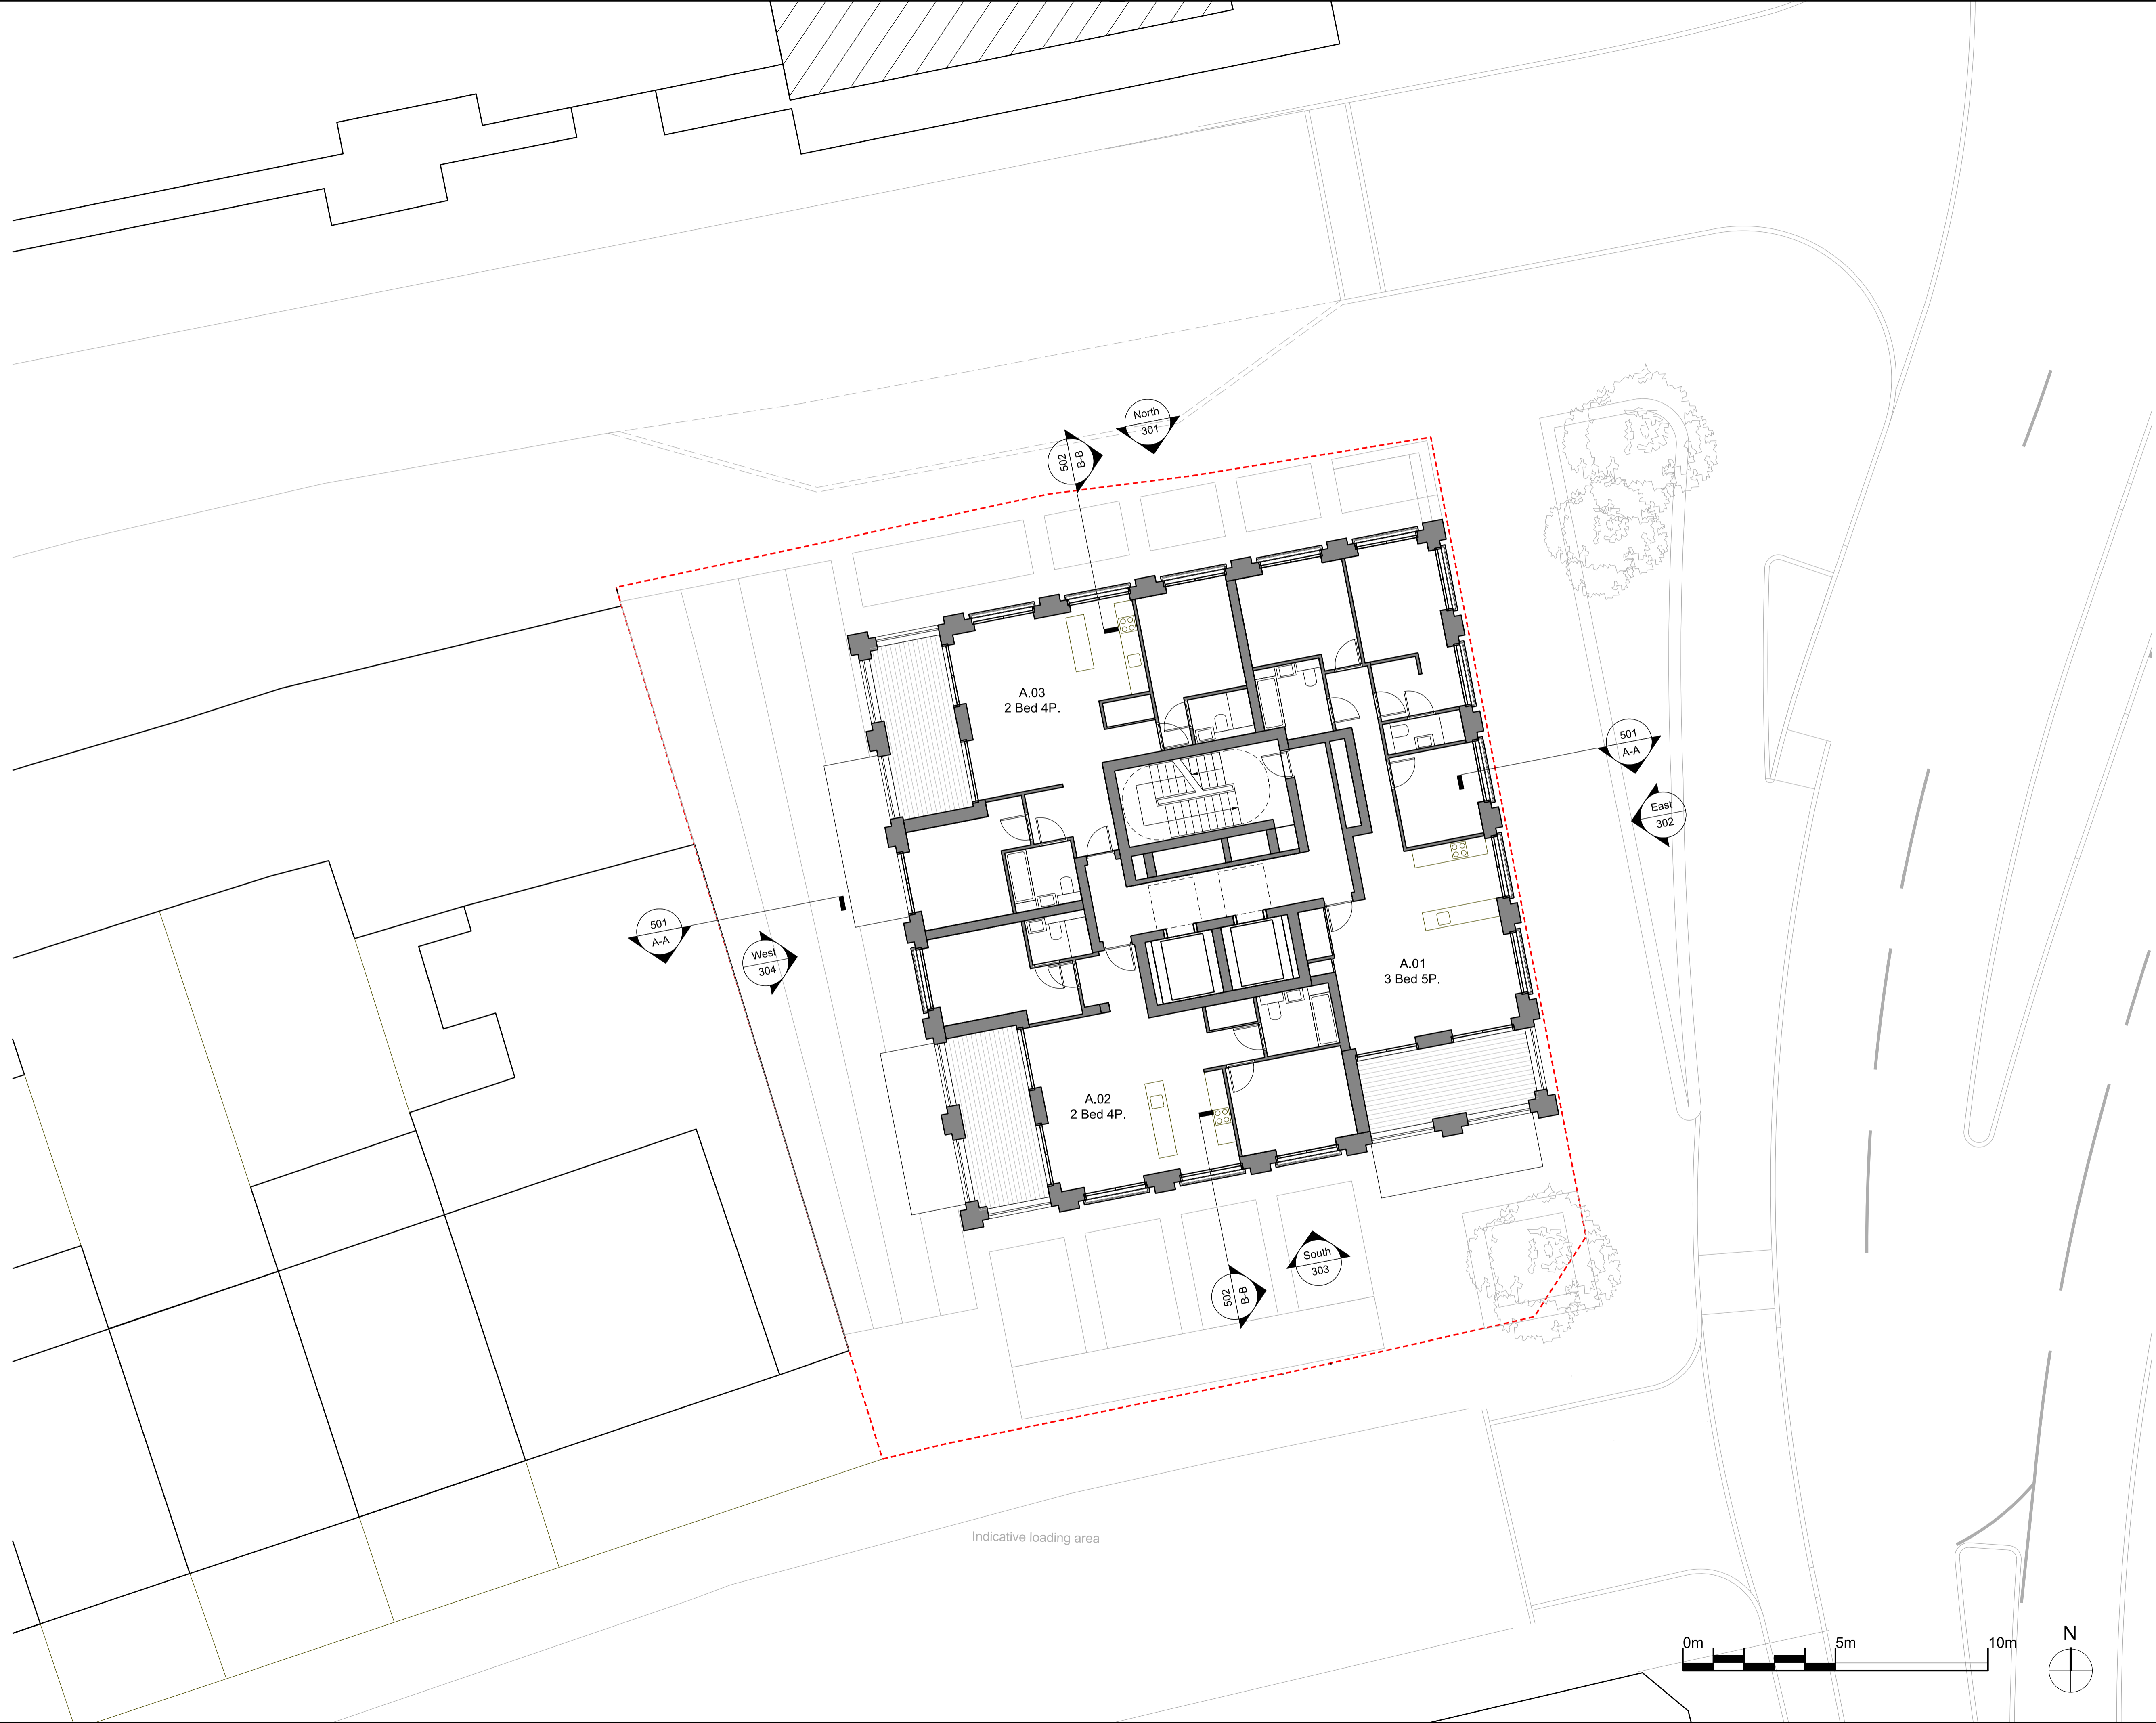 North
301
502
B-B
A.03
2 Bed 4P.
501
A-A
East
302
501
A-A
West
304
A.01
3 Bed 5P.
A.02
2 Bed 4P.
South
303
502
B-B
Indicative loading area
0m 5m 10m
N